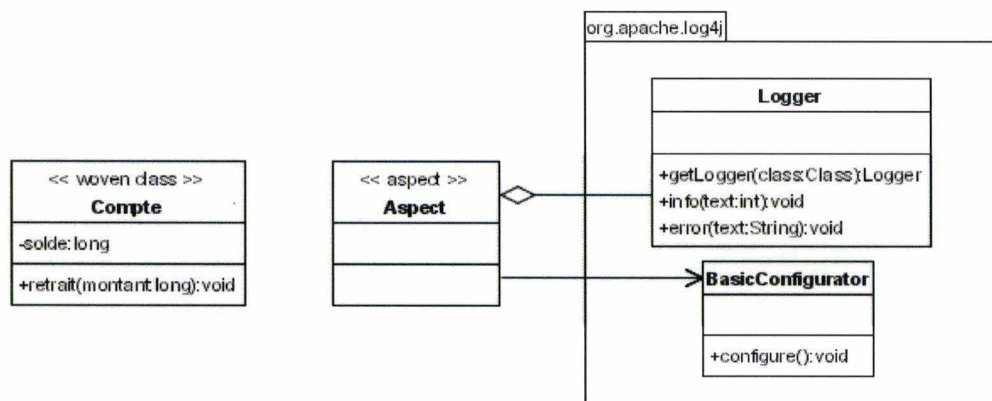 org.apache.log4j
Logger
+getLogger(class:Class):Logger
+info(text:int):void
+error(text:String):void
<< woven class >>
Compte
-solde:long
+retrait(montant:long):void
<< aspect >>
Aspect
BasicConfigurator
+configure():void